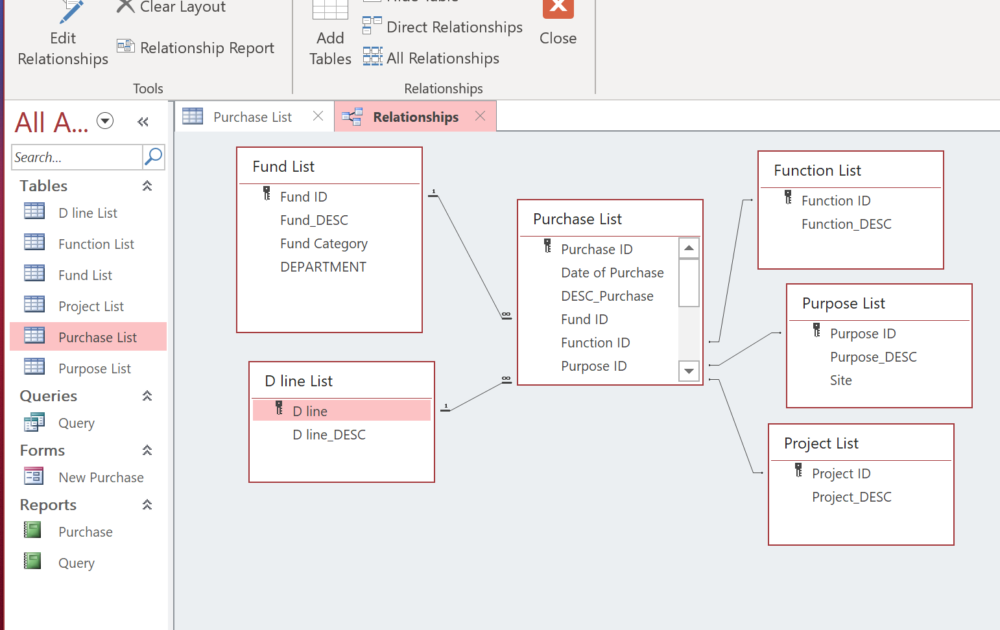 Clear Layout
Hide Table
Edit
Relationships
Relationship Report
Add
Tables
Direct Relationships
All Relationships
Close
Tools
Relationships
All A...
Search...
Tables
D line List
Function List
Fund List
Project List
Purchase List
Purpose List
Queries
Query
Forms
New Purchase
Reports
Purchase
Query
Purchase List
Relationships
Fund List
Fund ID
Fund_DESC
Fund Category
DEPARTMENT
1
∞
D line List
D line
D line_DESC
1
∞
Purchase List
Purchase ID
Date of Purchase
DESC_Purchase
Fund ID
Function ID
Purpose ID
Function List
Function ID
Function_DESC
Purpose List
Purpose ID
Purpose_DESC
Site
Project List
Project ID
Project_DESC